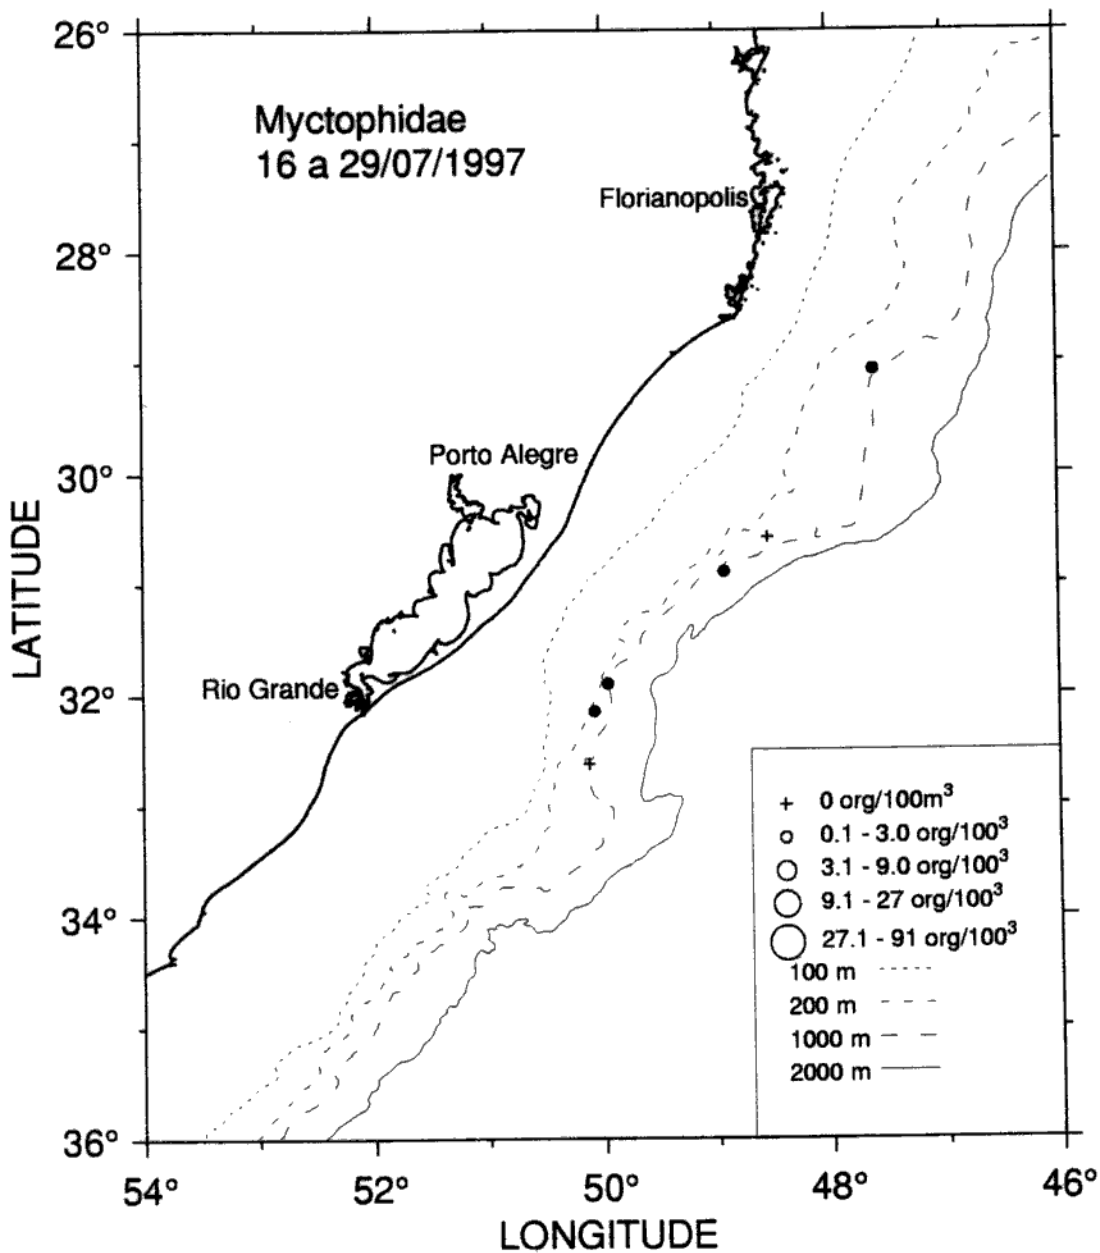 26°
Myctophidae
16 a 29/07/1997
Florianopolis
28°
Porto Alegre
30°
LATITUDE
Rio Grande
32°
0 org/100m³
0.1 - 3.0 org/100³
3.1 - 9.0 org/100³
9.1 - 27 org/100³
27.1 - 91 org/100³
34°
100 m
200 m
1000 m
2000 m
36°
54° 52° 50° 48° 46°
LONGITUDE